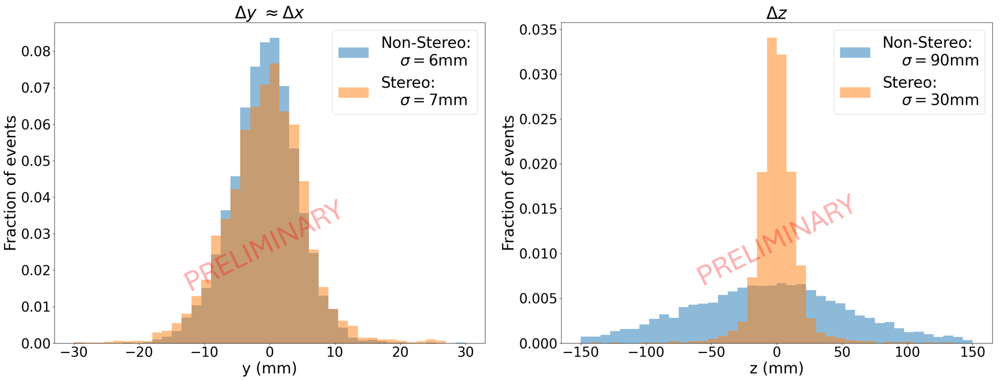 Δy ≈ Δx
Fraction of events
0.08
0.07
0.06
0.05
0.04
0.03
0.02
0.01
0.00
−30 −20 −10 0 10 20 30
y (mm)
Non-Stereo:
σ = 6mm
Stereo:
σ = 7mm
PRELIMINARY
Δz
Fraction of events
0.035
0.030
0.025
0.020
0.015
0.010
0.005
0.000
−150 −100 −50 0 50 100 150
z (mm)
Non-Stereo:
σ = 90mm
Stereo:
σ = 30mm
PRELIMINARY